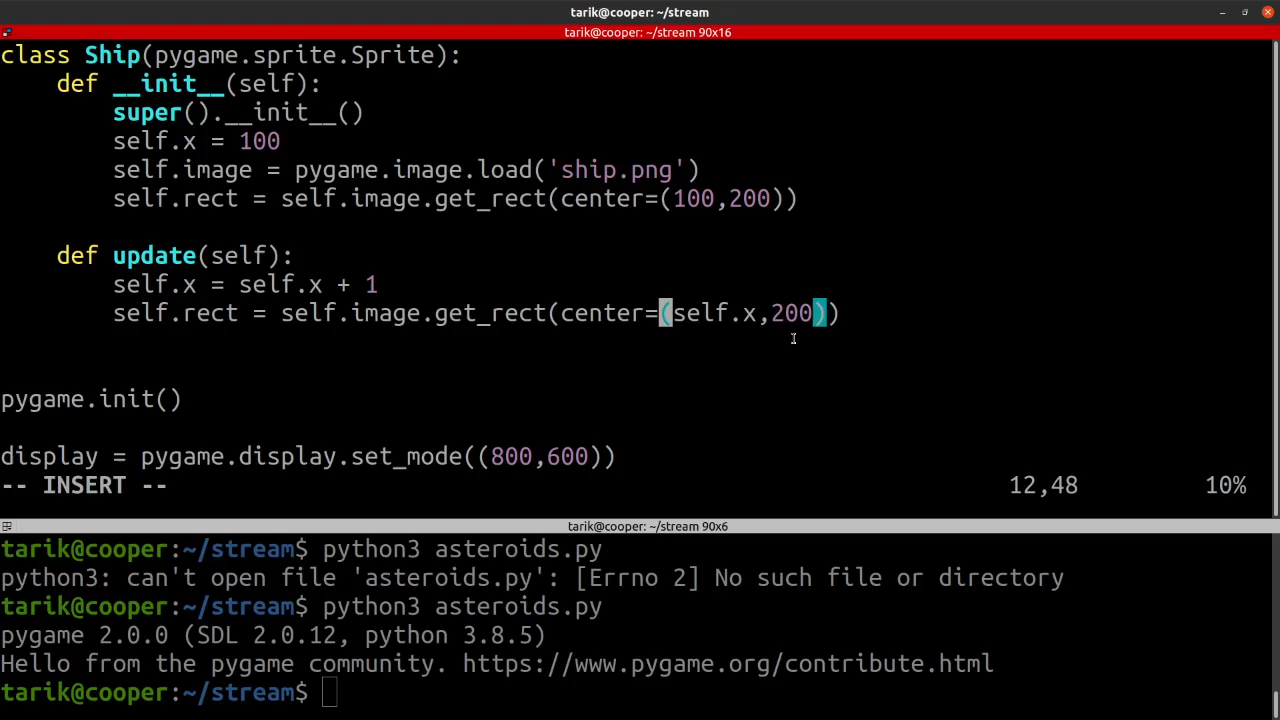 tarik@cooper: ~/stream
tarik@cooper: ~/stream 90x16
class Ship(pygame.sprite.Sprite):
    def __init__(self):
        super().__init__()
        self.x = 100
        self.image = pygame.image.load('ship.png')
        self.rect = self.image.get_rect(center=(100,200))
    def update(self):
        self.x = self.x + 1
        self.rect = self.image.get_rect(center=(self.x,200))
pygame.init()
display = pygame.display.set_mode((800,600))
-- INSERT -- 12,48 10%
tarik@cooper: ~/stream 90x6
tarik@cooper:~/stream$ python3 asteroids.py
python3: can't open file 'asteroids.py': [Errno 2] No such file or directory
tarik@cooper:~/stream$ python3 asteroids.py
pygame 2.0.0 (SDL 2.0.12, python 3.8.5)
Hello from the pygame community. https://www.pygame.org/contribute.html
tarik@cooper:~/stream$